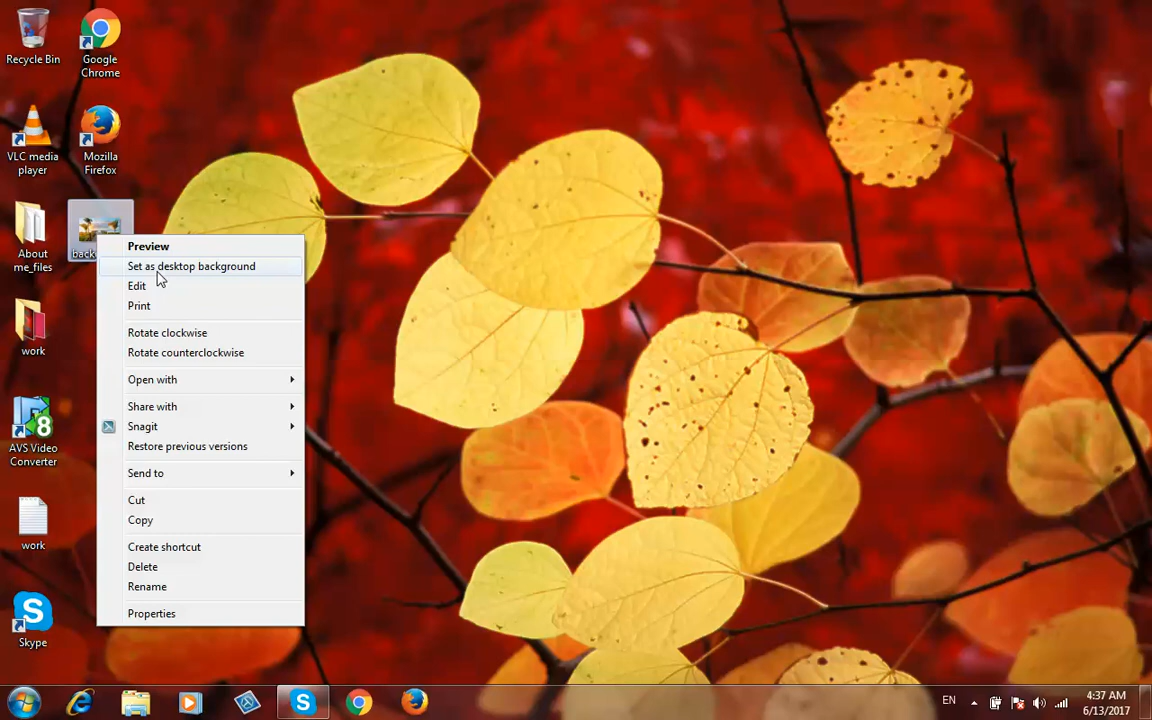 Recycle Bin
Google
Chrome
VLC media
player
Mozilla
Firefox
About
me_files
work
AVS Video
Converter
8
work
Skype
Preview
Set as desktop background
Edit
Print
Rotate clockwise
Rotate counterclockwise
Open with
Share with
Snagit
Restore previous versions
Send to
Cut
Copy
Create shortcut
Delete
Rename
Properties
EN
4:37 AM
6/13/2017